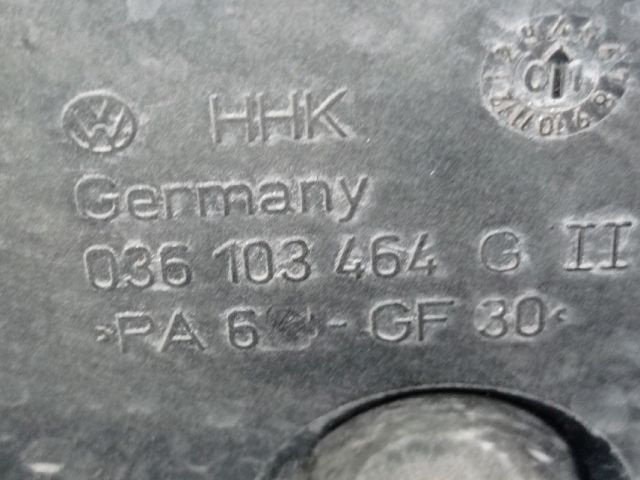 HHK
Germany
036 103 464 G II
>PA 6 - GF 30<